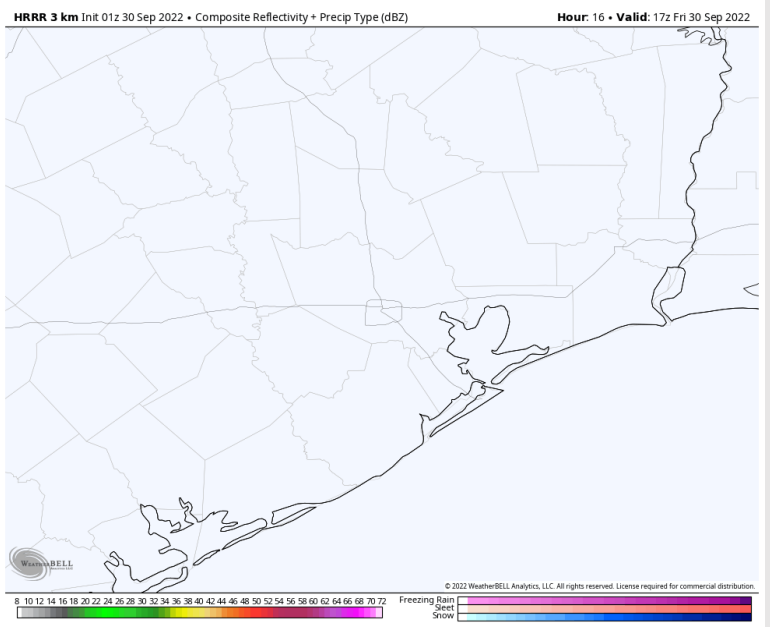 HRRR 3 km Init 01z 30 Sep 2022 • Composite Reflectivity + Precip Type (dBZ)
Hour: 16 • Valid: 17z Fri 30 Sep 2022
WEATHERBELL
© 2022 WeatherBELL Analytics, LLC. All rights reserved. License required for commercial distribution.
8 10 12 14 16 18 20 22 24 26 28 30 32 34 36 38 40 42 44 46 48 50 52 54 56 58 60 62 64 66 68 70 72
Freezing Rain
Sleet
Snow